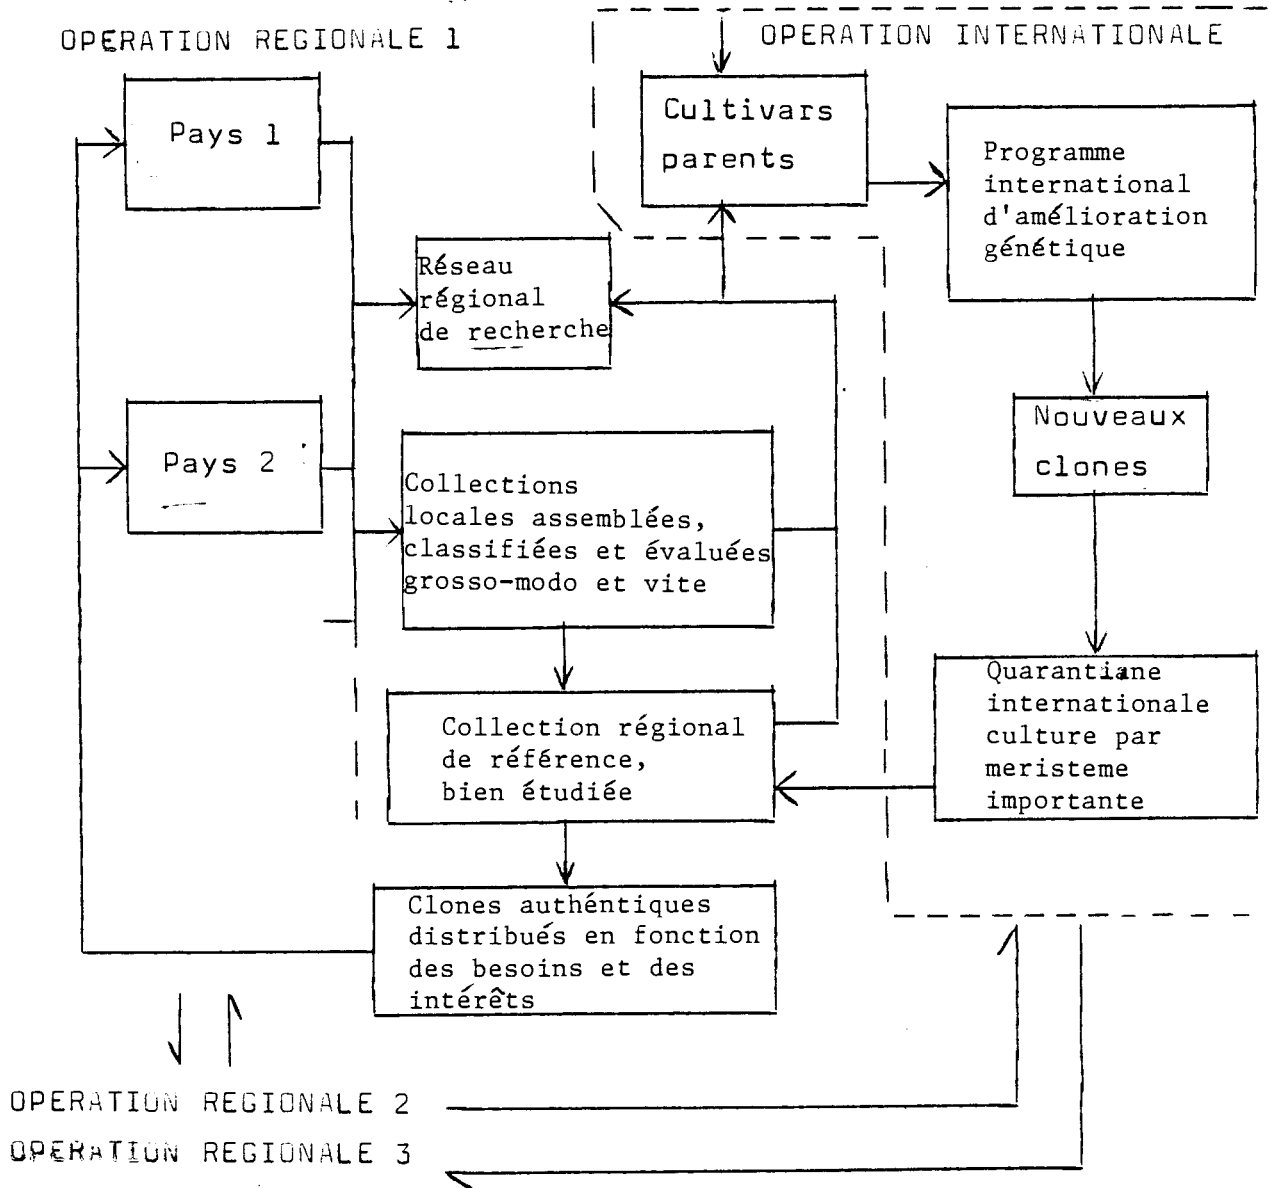 OPERATION REGIONALE 1
OPERATION INTERNATIONALE
Pays 1
Cultivars
parents
Programme
international
d'amélioration
génétique
Réseau
régional
de recherche
Pays 2
Nouveaux
clones
Collections
locales assemblées,
classifiées et évaluées
grosso-modo et vite
Quarantiane
internationale
culture par
meristeme
importante
Collection régional
de référence,
bien étudiée
Clones authéntiques
distribués en fonction
des besoins et des
intérêts
OPERATION REGIONALE 2
OPERATION REGIONALE 3